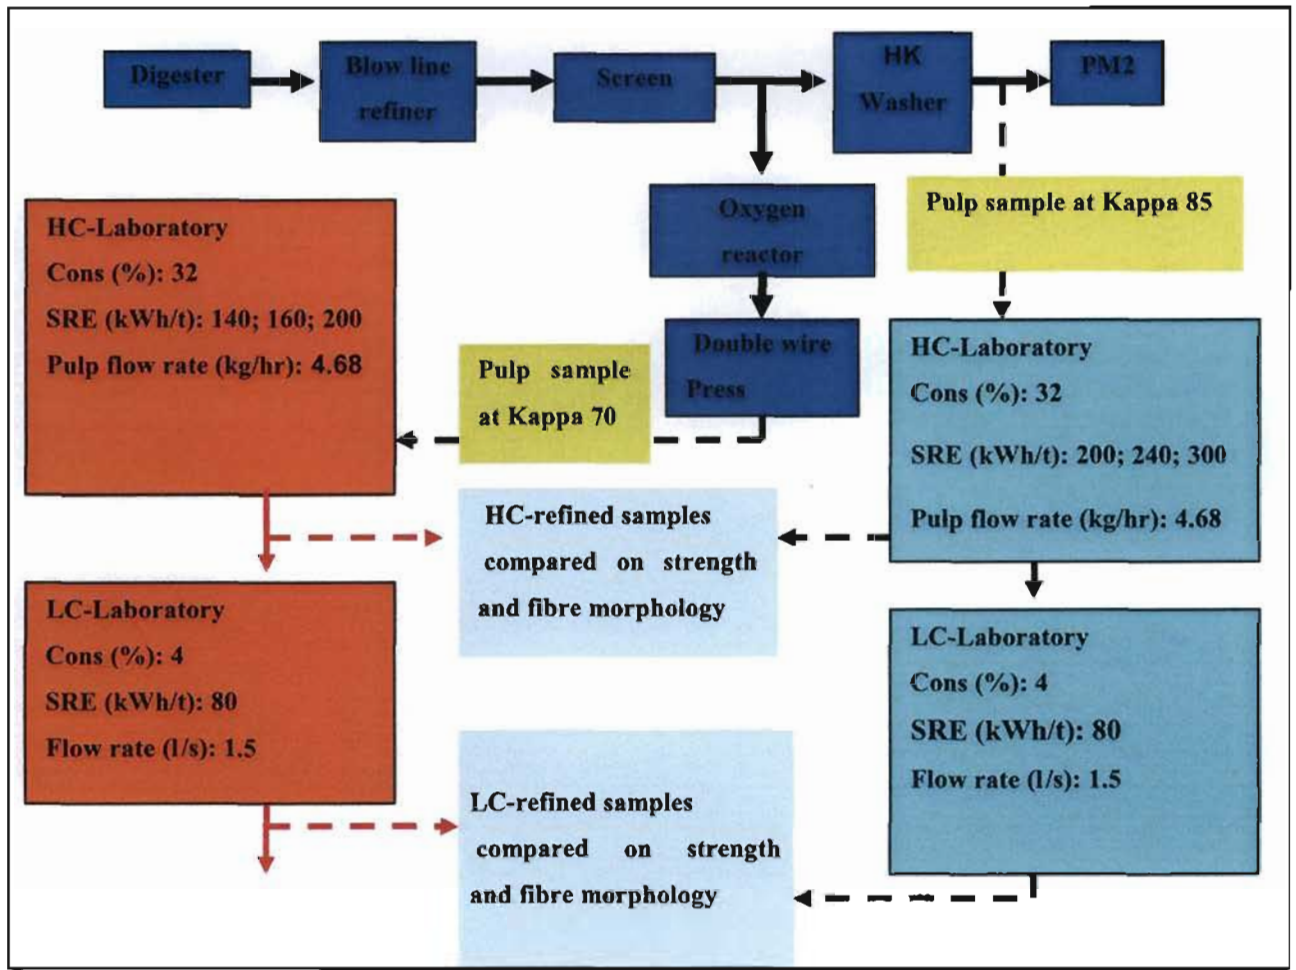 Digester
Blow line
refiner
Screen
HK
Washer
PM2
Oxygen
reactor
Double wire
Press
Pulp sample at Kappa 85
HC-Laboratory
Cons (%): 32
SRE (kWh/t): 140; 160; 200
Pulp flow rate (kg/hr): 4.68
Pulp sample
at Kappa 70
HC-Laboratory
Cons (%): 32
SRE (kWh/t): 200; 240; 300
Pulp flow rate (kg/hr): 4.68
HC-refined samples
compared on strength
and fibre morphology
LC-Laboratory
Cons (%): 4
SRE (kWh/t): 80
Flow rate (l/s): 1.5
LC-Laboratory
Cons (%): 4
SRE (kWh/t): 80
Flow rate (l/s): 1.5
LC-refined samples
compared on strength
and fibre morphology